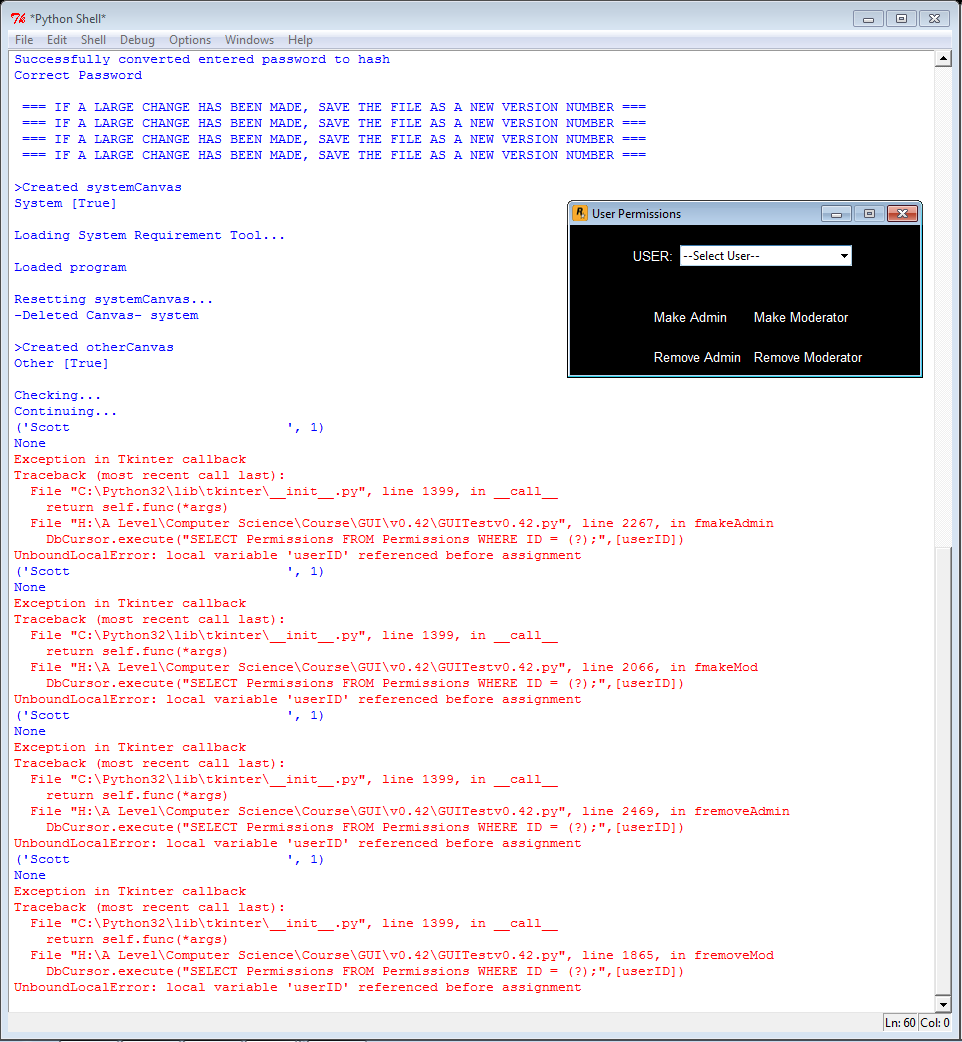 *Python Shell*
File Edit Shell Debug Options Windows Help
Successfully converted entered password to hash
Correct Password
=== IF A LARGE CHANGE HAS BEEN MADE, SAVE THE FILE AS A NEW VERSION NUMBER ===
=== IF A LARGE CHANGE HAS BEEN MADE, SAVE THE FILE AS A NEW VERSION NUMBER ===
=== IF A LARGE CHANGE HAS BEEN MADE, SAVE THE FILE AS A NEW VERSION NUMBER ===
=== IF A LARGE CHANGE HAS BEEN MADE, SAVE THE FILE AS A NEW VERSION NUMBER ===
>Created systemCanvas
System [True]
Loading System Requirement Tool...
Loaded program
Resetting systemCanvas...
-Deleted Canvas- system
>Created otherCanvas
Other [True]
Checking...
Continuing...
('Scott                           ', 1)
None
Exception in Tkinter callback
Traceback (most recent call last):
  File "C:\Python32\lib\tkinter\__init__.py", line 1399, in __call__
    return self.func(*args)
  File "H:\A Level\Computer Science\Course\GUI\v0.42\GUITestv0.42.py", line 2267, in fmakeAdmin
    DbCursor.execute("SELECT Permissions FROM Permissions WHERE ID = (?);",[userID])
UnboundLocalError: local variable 'userID' referenced before assignment
('Scott                           ', 1)
None
Exception in Tkinter callback
Traceback (most recent call last):
  File "C:\Python32\lib\tkinter\__init__.py", line 1399, in __call__
    return self.func(*args)
  File "H:\A Level\Computer Science\Course\GUI\v0.42\GUITestv0.42.py", line 2066, in fmakeMod
    DbCursor.execute("SELECT Permissions FROM Permissions WHERE ID = (?);",[userID])
UnboundLocalError: local variable 'userID' referenced before assignment
('Scott                           ', 1)
None
Exception in Tkinter callback
Traceback (most recent call last):
  File "C:\Python32\lib\tkinter\__init__.py", line 1399, in __call__
    return self.func(*args)
  File "H:\A Level\Computer Science\Course\GUI\v0.42\GUITestv0.42.py", line 2469, in fremoveAdmin
    DbCursor.execute("SELECT Permissions FROM Permissions WHERE ID = (?);",[userID])
UnboundLocalError: local variable 'userID' referenced before assignment
('Scott                           ', 1)
None
Exception in Tkinter callback
Traceback (most recent call last):
  File "C:\Python32\lib\tkinter\__init__.py", line 1399, in __call__
    return self.func(*args)
  File "H:\A Level\Computer Science\Course\GUI\v0.42\GUITestv0.42.py", line 1865, in fremoveMod
    DbCursor.execute("SELECT Permissions FROM Permissions WHERE ID = (?);",[userID])
UnboundLocalError: local variable 'userID' referenced before assignment
Ln: 60 Col: 0
User Permissions
USER: --Select User--
Make Admin Make Moderator
Remove Admin Remove Moderator